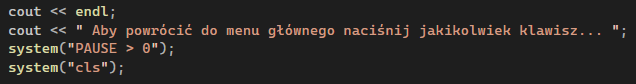 cout << endl;
cout << " Aby powrócić do menu głównego naciśnij jakikolwiek klawisz... ";
system("PAUSE > 0");
system("cls");